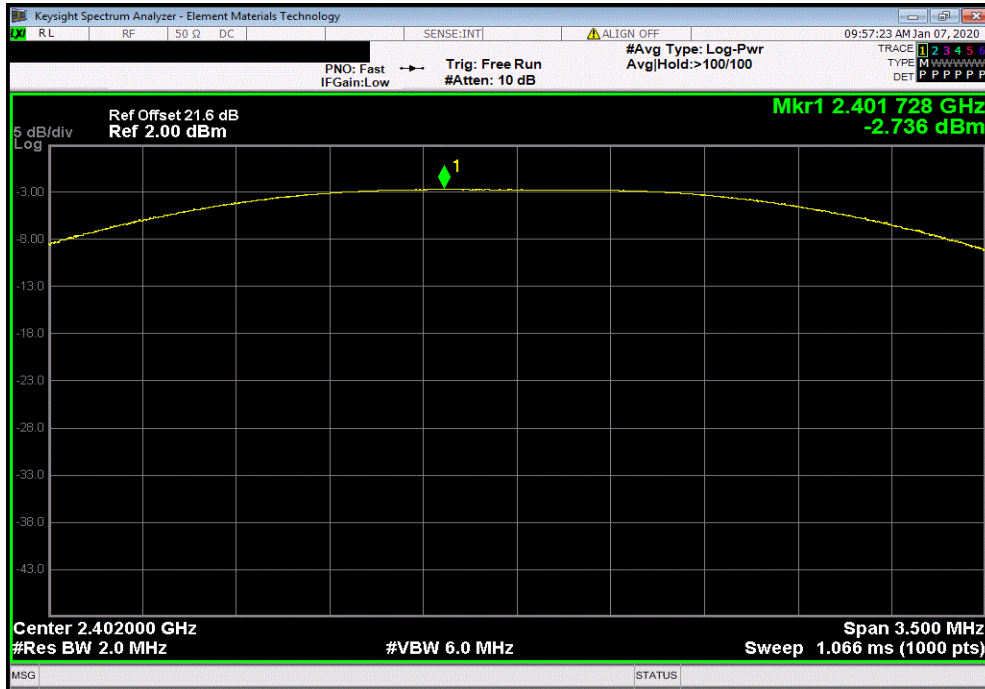 Keysight Spectrum Analyzer - Element Materials Technology
LXI RL RF 50 Ω DC SENSE:INT ALIGN OFF 09:57:23 AM Jan 07, 2020
PNO: Fast
IFGain:Low
Trig: Free Run
#Atten: 10 dB
#Avg Type: Log-Pwr
Avg|Hold:>100/100
TRACE 1 2 3 4 5 6
TYPE M WWWWW
DET P P P P P P
Mkr1 2.401 728 GHz
-2.736 dBm
Ref Offset 21.6 dB
5 dB/div Ref 2.00 dBm
Log
1
-3.00
-8.00
-13.0
-18.0
-23.0
-28.0
-33.0
-38.0
-43.0
Center 2.402000 GHz Span 3.500 MHz
#Res BW 2.0 MHz #VBW 6.0 MHz Sweep 1.066 ms (1000 pts)
MSG STATUS